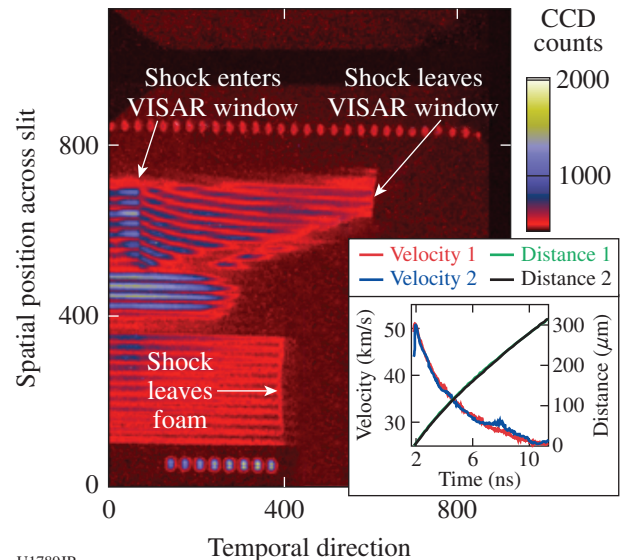 CCD
counts
2000
1000
Shock enters
VISAR window
Shock leaves
VISAR window
Spatial position across slit
800
400
0
Shock
leaves
foam
0
400
800
Temporal direction
Velocity 1
Distance 1
Velocity 2
Distance 2
Velocity (km/s)
50
40
30
Distance (μm)
300
200
100
0
2
4
6
8
10
Time (ns)